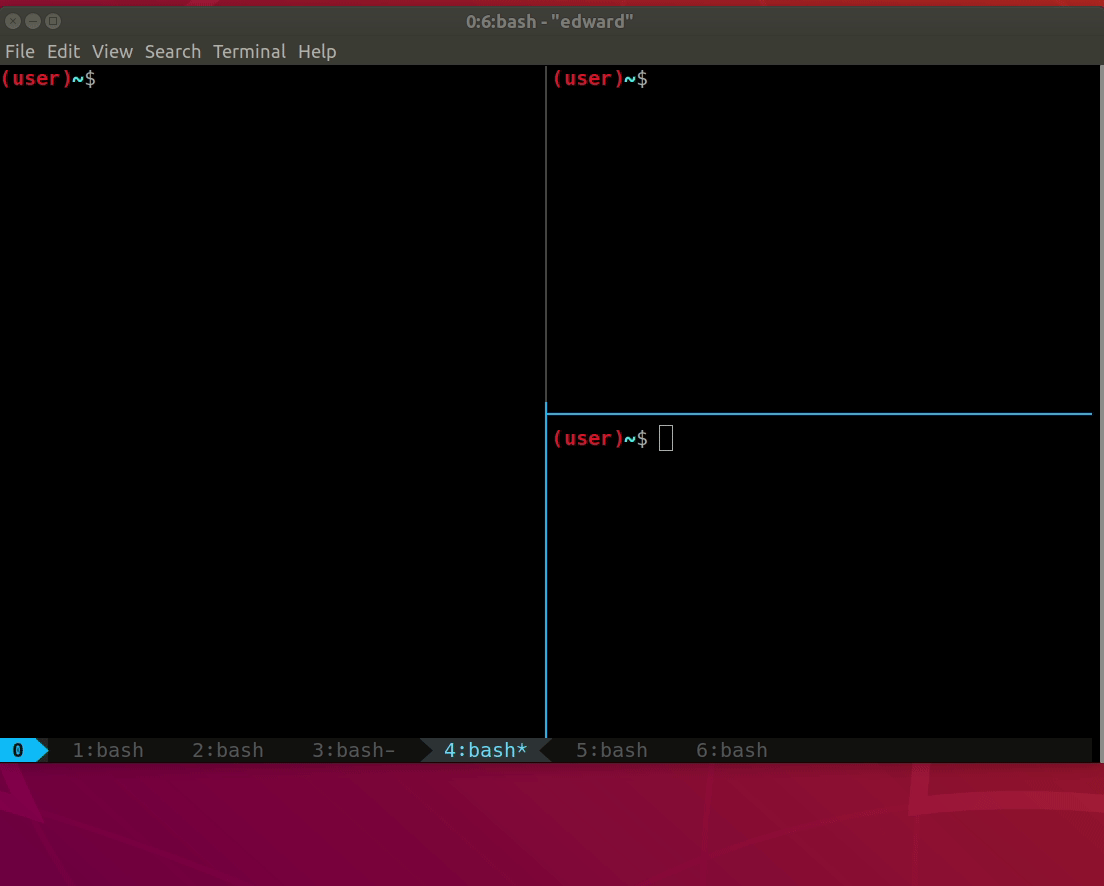 0:6:bash - "edward"
File Edit View Search Terminal Help
(user)~$
(user)~$
(user)~$
0 1:bash 2:bash 3:bash- 4:bash* 5:bash 6:bash